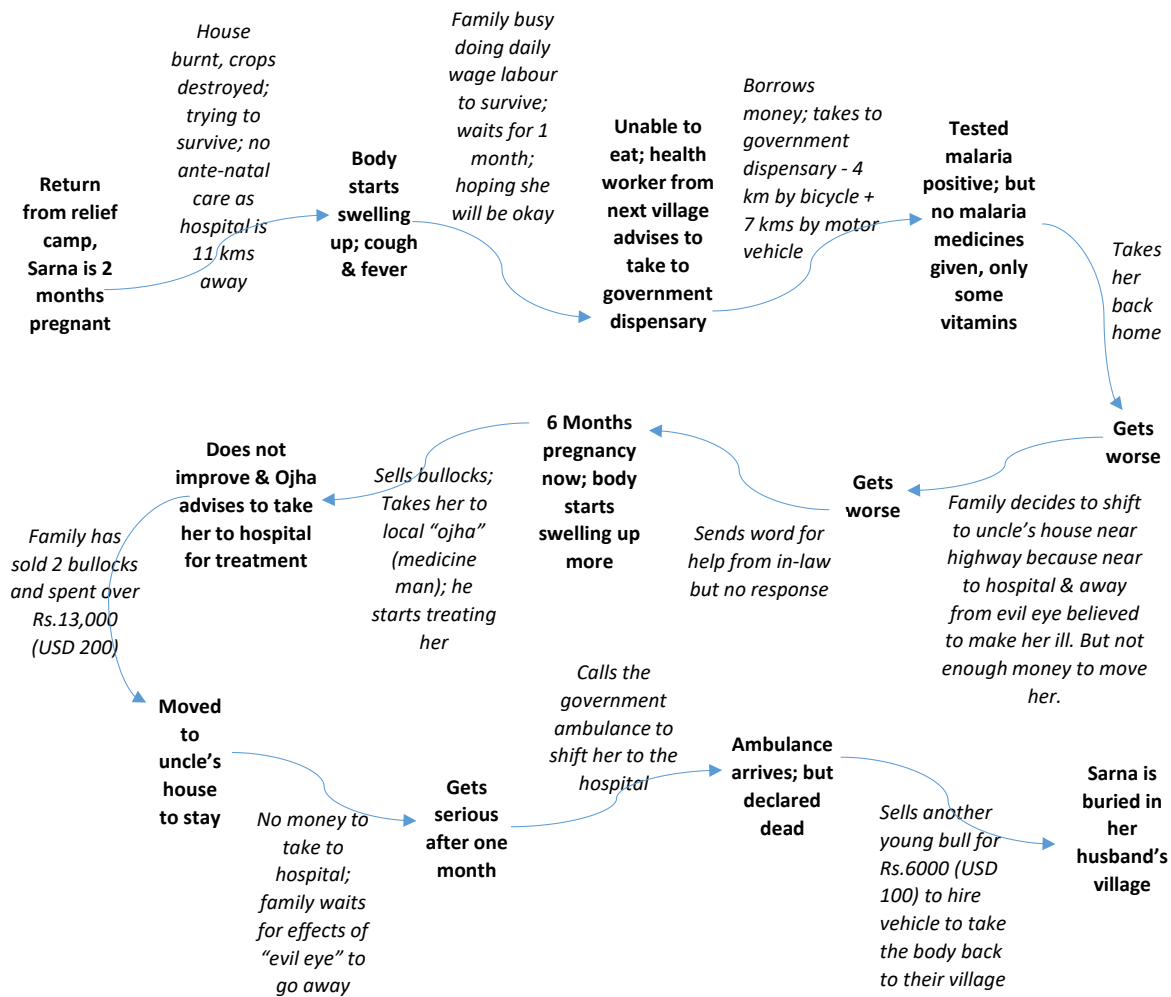 Return
from relief
camp,
Sarna is 2
months
pregnant
House
burnt, crops
destroyed;
trying to
survive; no
ante-natal
care as
hospital is
11 kms
away
Body
starts
swelling
up; cough
& fever
Family busy
doing daily
wage labour
to survive;
waits for 1
month;
hoping she
will be okay
Unable to
eat; health
worker from
next village
advises to
take to
government
dispensary
Borrows
money; takes to
government
dispensary - 4
km by bicycle +
7 kms by motor
vehicle
Tested
malaria
positive; but
no malaria
medicines
given, only
some
vitamins
Takes
her
back
home
Gets
worse
Family decides to shift
to uncle's house near
highway because near
to hospital & away
from evil eye believed
to make her ill. But not
enough money to move
her.
Gets
worse
Sends word for
help from in-law
but no response
6 Months
pregnancy
now; body
starts
swelling up
more
Sells bullocks;
Takes her to
local “ojha”
(medicine
man); he
starts treating
her
Does not
improve & Ojha
advises to take
her to hospital
for treatment
Family has
sold 2 bullocks
and spent over
Rs.13,000
(USD 200)
Moved
to
uncle’s
house
to stay
No money to
take to
hospital;
family waits
for effects of
“evil eye” to
go away
Gets
serious
after one
month
Calls the
government
ambulance to
shift her to the
hospital
Ambulance
arrives; but
declared
dead
Sells another
young bull for
Rs.6000 (USD
100) to hire
vehicle to take
the body back
to their village
Sarna is
buried in
her
husband’s
village